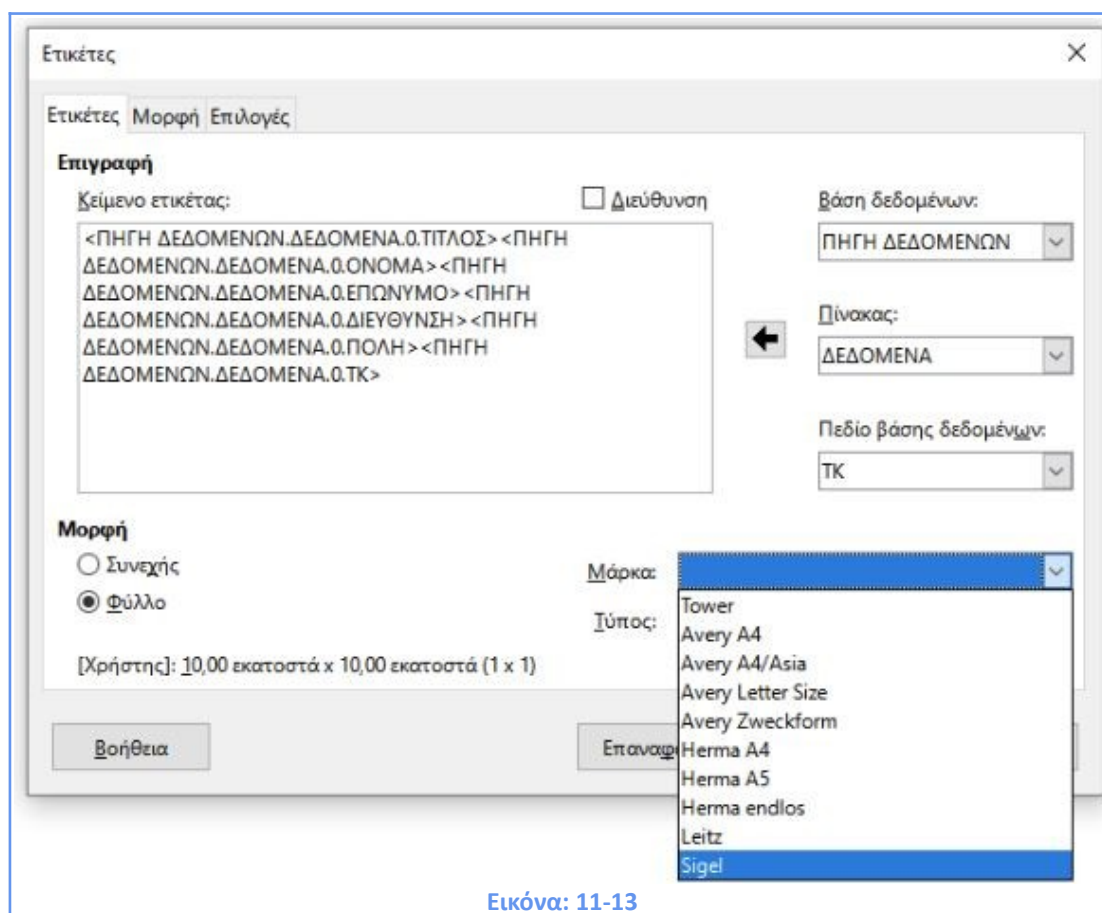 Ετικέτες
Ετικέτες Μορφή Επιλογές
Επιγραφή
Κείμενο ετικέτας:
Διεύθυνση
<ΠΗΓΗ ΔΕΔΟΜΕΝΩΝ.ΔΕΔΟΜΕΝΑ.0.ΤΙΤΛΟΣ><ΠΗΓΗ
ΔΕΔΟΜΕΝΩΝ.ΔΕΔΟΜΕΝΑ.0.ΟΝΟΜΑ><ΠΗΓΗ
ΔΕΔΟΜΕΝΩΝ.ΔΕΔΟΜΕΝΑ.0.ΕΠΩΝΥΜΟ><ΠΗΓΗ
ΔΕΔΟΜΕΝΩΝ.ΔΕΔΟΜΕΝΑ.0.ΔΙΕΥΘΥΝΣΗ><ΠΗΓΗ
ΔΕΔΟΜΕΝΩΝ.ΔΕΔΟΜΕΝΑ.0.ΠΟΛΗ><ΠΗΓΗ
ΔΕΔΟΜΕΝΩΝ.ΔΕΔΟΜΕΝΑ.0.ΤΚ>
Βάση δεδομένων:
ΠΗΓΗ ΔΕΔΟΜΕΝΩΝ
Πίνακας:
ΔΕΔΟΜΕΝΑ
Πεδίο βάσης δεδομένων:
ΤΚ
Μορφή
Συνεχής
Φύλλο
[Χρήστης]: 10,00 εκατοστά x 10,00 εκατοστά (1 x 1)
Μάρκα:
Τύπος:
Tower
Avery A4
Avery A4/Asia
Avery Letter Size
Avery Zweckform
Herma A4
Herma A5
Herma endlos
Leitz
Sigel
Βοήθεια
Εικόνα: 11-13